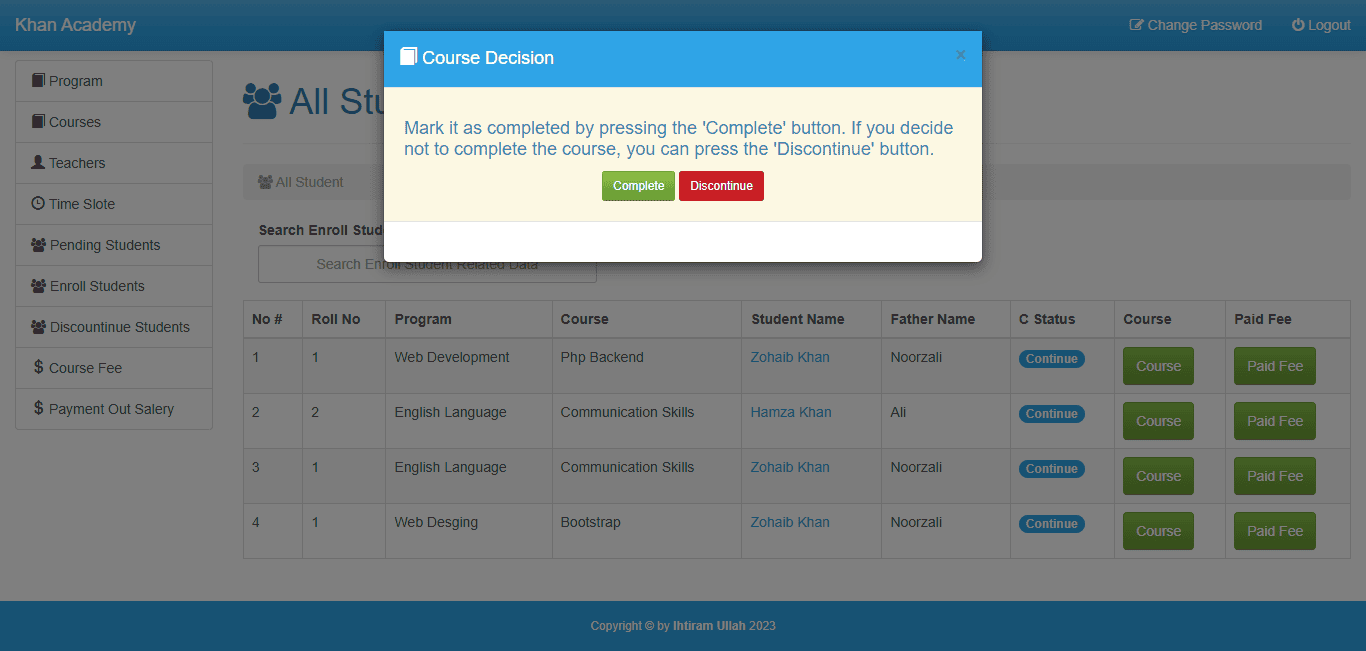 Khan Academy
Change Password
Logout
Course Decision
×
Mark it as completed by pressing the 'Complete' button. If you decide
not to complete the course, you can press the 'Discontinue' button.
Complete Discontinue
Program
Courses
Teachers
Time Slote
Pending Students
Enroll Students
Discountinue Students
$ Course Fee
$ Payment Out Salery
All Stu
All Student
Search Enroll Stude
Search Enroll Student Related Data
No # Roll No Program Course Student Name Father Name C Status Course Paid Fee
1 1 Web Development Php Backend Zohaib Khan Noorzali Continue Course Paid Fee
2 2 English Language Communication Skills Hamza Khan Ali Continue Course Paid Fee
3 1 English Language Communication Skills Zohaib Khan Noorzali Continue Course Paid Fee
4 1 Web Desging Bootstrap Zohaib Khan Noorzali Continue Course Paid Fee
Copyright © by Ihtiram Ullah 2023